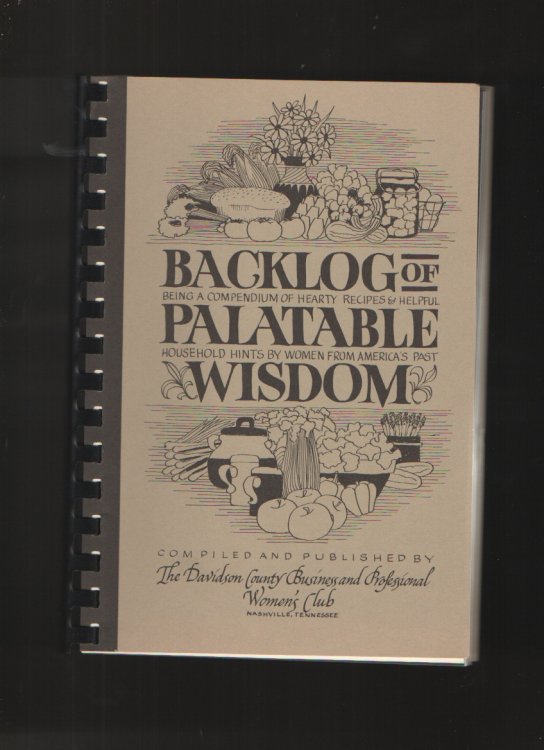 BACKLOG OF
BEING A COMPENDIUM OF HEARTY RECIPES & HELPFUL
PALATABLE
HOUSEHOLD HINTS BY WOMEN FROM AMERICA'S PAST
WISDOM
COMPILED AND PUBLISHED BY
The Davidson County Business and Professional
Women's Club
NASHVILLE, TENNESSEE